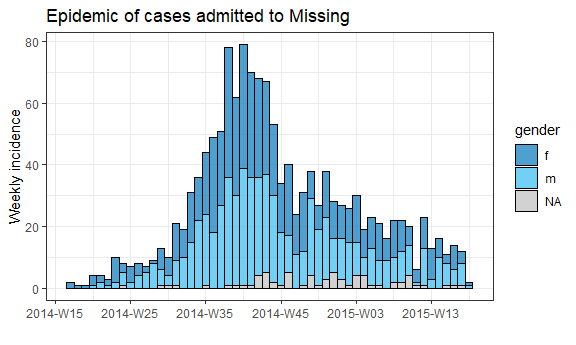 Epidemic of cases admitted to Missing
80
60
40
20
0
Weekly incidence
2014-W15 2014-W25 2014-W35 2014-W45 2015-W03 2015-W13
gender
f
m
NA